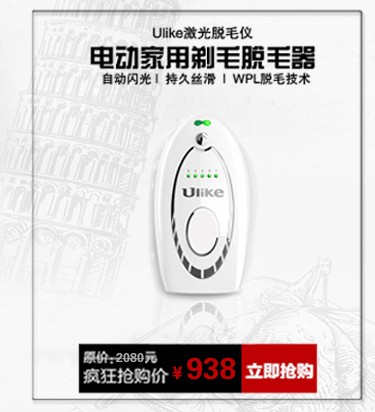 Ulike激光脱毛仪
电动家用剃毛脱毛器
自动闪光 I 持久丝滑 I WPL脱毛技术
Ulike
原价:2080元
疯狂抢购价 ¥ 938 立即抢购